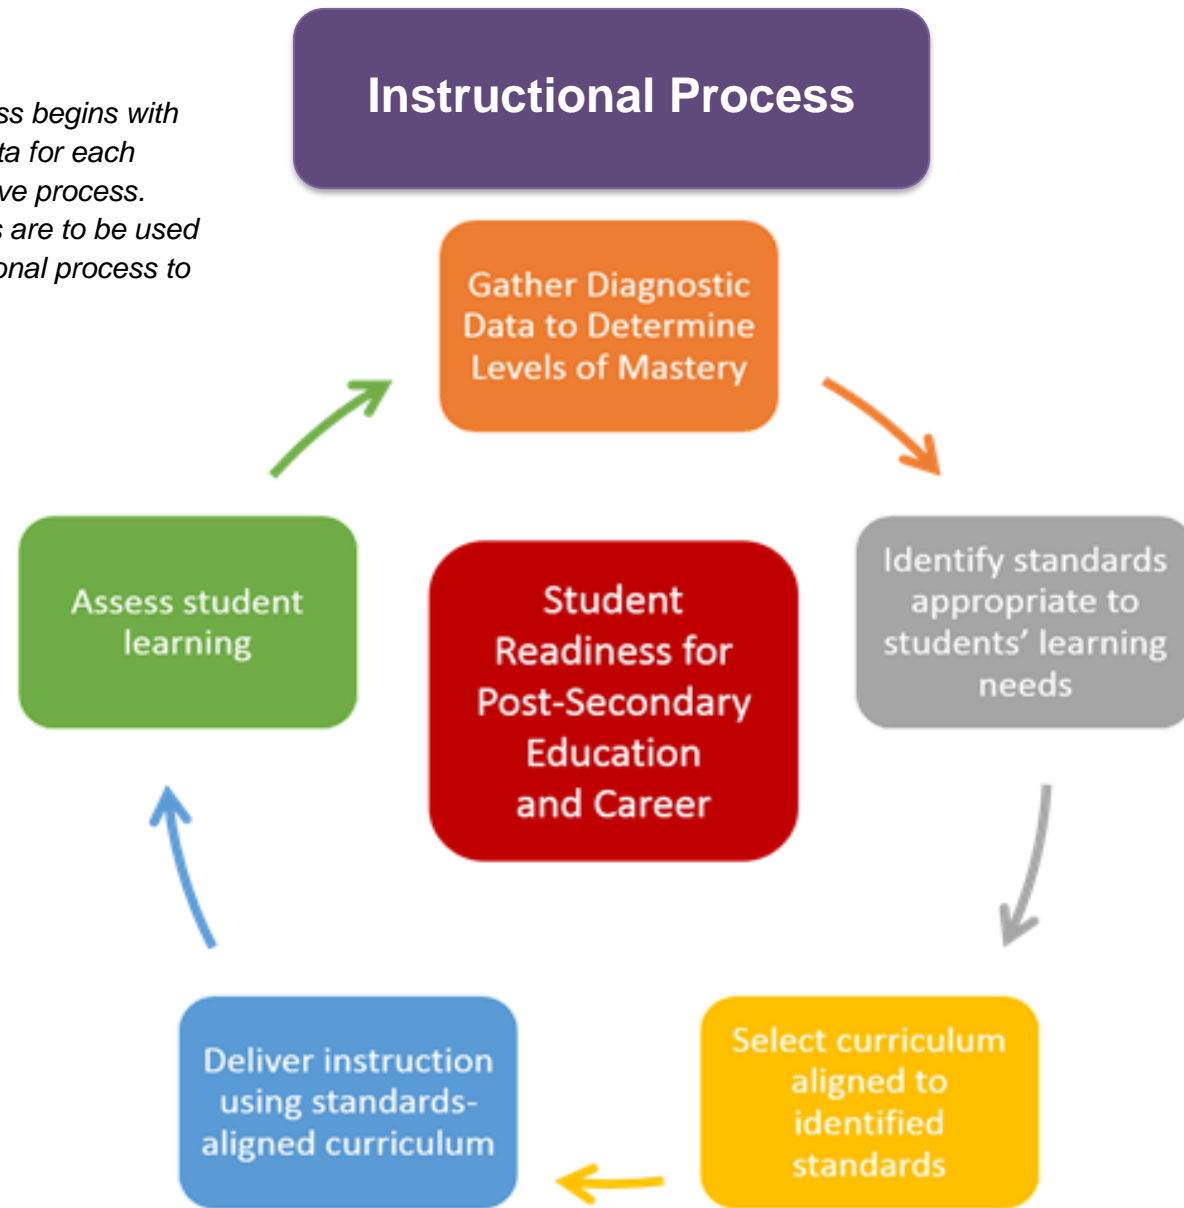 Instructional Process
ss begins with
ta for each
ve process.
s are to be used
onal process to
Gather Diagnostic
Data to Determine
Levels of Mastery
Identify standards
appropriate to
students’ learning
needs
Select curriculum
aligned to
identified
standards
Deliver instruction
using standards-
aligned curriculum
Assess student
learning
Student
Readiness for
Post-Secondary
Education
and Career